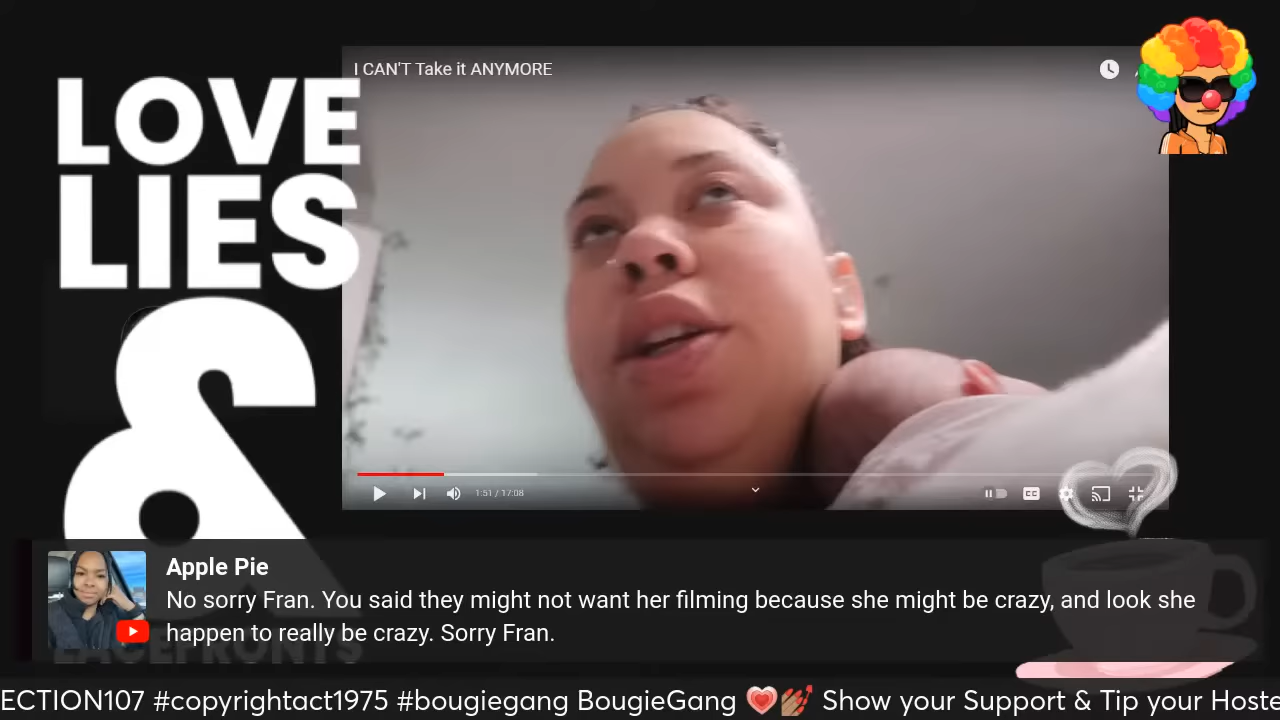 I CAN'T Take it ANYMORE
LOVE
LIES
&
1:51 / 17:08
CC
Apple Pie
No sorry Fran. You said they might not want her filming because she might be crazy, and look she
happen to really be crazy. Sorry Fran.
LACEFRONTS
ECTION107 #copyrightact1975 #bougiegang BougieGang 💗💅🏾 Show your Support & Tip your Hoste